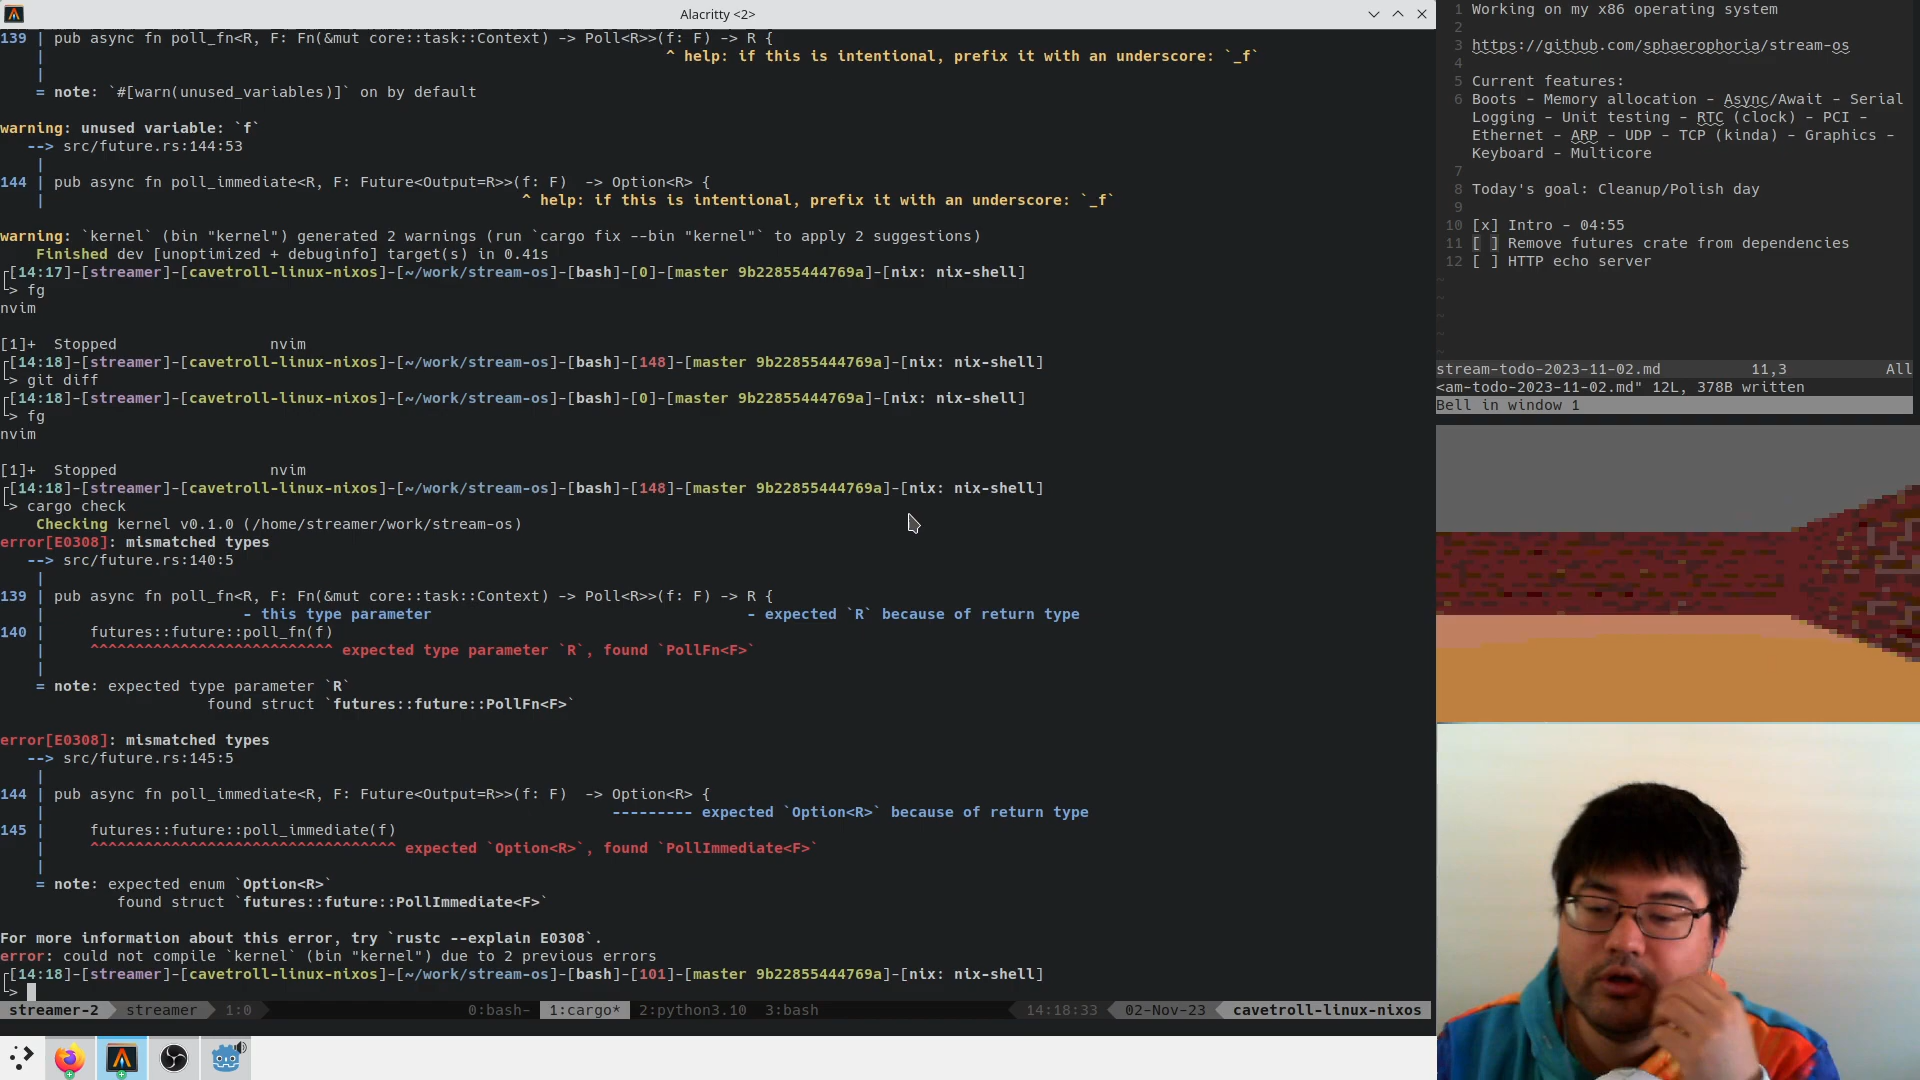 Alacritty <2>
139 | pub async fn poll_fn<R, F: Fn(&mut core::task::Context) -> Poll<R>>(f: F) -> R {
    |                                                                     ^ help: if this is intentional, prefix it with an underscore: `_f`
    |
    = note: `#[warn(unused_variables)]` on by default
warning: unused variable: `f`
   --> src/future.rs:144:53
    |
144 | pub async fn poll_immediate<R, F: Future<Output=R>>(f: F)  -> Option<R> {
    |                                                     ^ help: if this is intentional, prefix it with an underscore: `_f`
warning: `kernel` (bin "kernel") generated 2 warnings (run `cargo fix --bin "kernel"` to apply 2 suggestions)
    Finished dev [unoptimized + debuginfo] target(s) in 0.41s
┌[14:17]-[streamer]-[cavetroll-linux-nixos]-[~/work/stream-os]-[bash]-[0]-[master 9b22855444769a]-[nix: nix-shell]
└> fg
nvim
[1]+  Stopped                 nvim
┌[14:18]-[streamer]-[cavetroll-linux-nixos]-[~/work/stream-os]-[bash]-[148]-[master 9b22855444769a]-[nix: nix-shell]
└> git diff
┌[14:18]-[streamer]-[cavetroll-linux-nixos]-[~/work/stream-os]-[bash]-[0]-[master 9b22855444769a]-[nix: nix-shell]
└> fg
nvim
[1]+  Stopped                 nvim
┌[14:18]-[streamer]-[cavetroll-linux-nixos]-[~/work/stream-os]-[bash]-[148]-[master 9b22855444769a]-[nix: nix-shell]
└> cargo check
    Checking kernel v0.1.0 (/home/streamer/work/stream-os)
error[E0308]: mismatched types
   --> src/future.rs:140:5
    |
139 | pub async fn poll_fn<R, F: Fn(&mut core::task::Context) -> Poll<R>>(f: F) -> R {
    |                      - this type parameter                                   - expected `R` because of return type
140 |     futures::future::poll_fn(f)
    |     ^^^^^^^^^^^^^^^^^^^^^^^^^^^ expected type parameter `R`, found `PollFn<F>`
    |
    = note: expected type parameter `R`
                       found struct `futures::future::PollFn<F>`
error[E0308]: mismatched types
   --> src/future.rs:145:5
    |
144 | pub async fn poll_immediate<R, F: Future<Output=R>>(f: F)  -> Option<R> {
    |                                                               --------- expected `Option<R>` because of return type
145 |     futures::future::poll_immediate(f)
    |     ^^^^^^^^^^^^^^^^^^^^^^^^^^^^^^^^^^ expected `Option<R>`, found `PollImmediate<F>`
    |
    = note: expected enum `Option<R>`
             found struct `futures::future::PollImmediate<F>`
For more information about this error, try `rustc --explain E0308`.
error: could not compile `kernel` (bin "kernel") due to 2 previous errors
┌[14:18]-[streamer]-[cavetroll-linux-nixos]-[~/work/stream-os]-[bash]-[101]-[master 9b22855444769a]-[nix: nix-shell]
└>
streamer-2 streamer 1:0 0:bash- 1:cargo* 2:python3.10 3:bash 14:18:33 02-Nov-23 cavetroll-linux-nixos
1 Working on my x86 operating system
2
3 https://github.com/sphaerophoria/stream-os
4
5 Current features:
6 Boots - Memory allocation - Async/Await - Serial
Logging - Unit testing - RTC (clock) - PCI -
Ethernet - ARP - UDP - TCP (kinda) - Graphics -
Keyboard - Multicore
7
8 Today's goal: Cleanup/Polish day
9
10 [x] Intro - 04:55
11 [ ] Remove futures crate from dependencies
12 [ ] HTTP echo server
~
~
~
~
~
stream-todo-2023-11-02.md 11,3 All
<am-todo-2023-11-02.md" 12L, 378B written
Bell in window 1